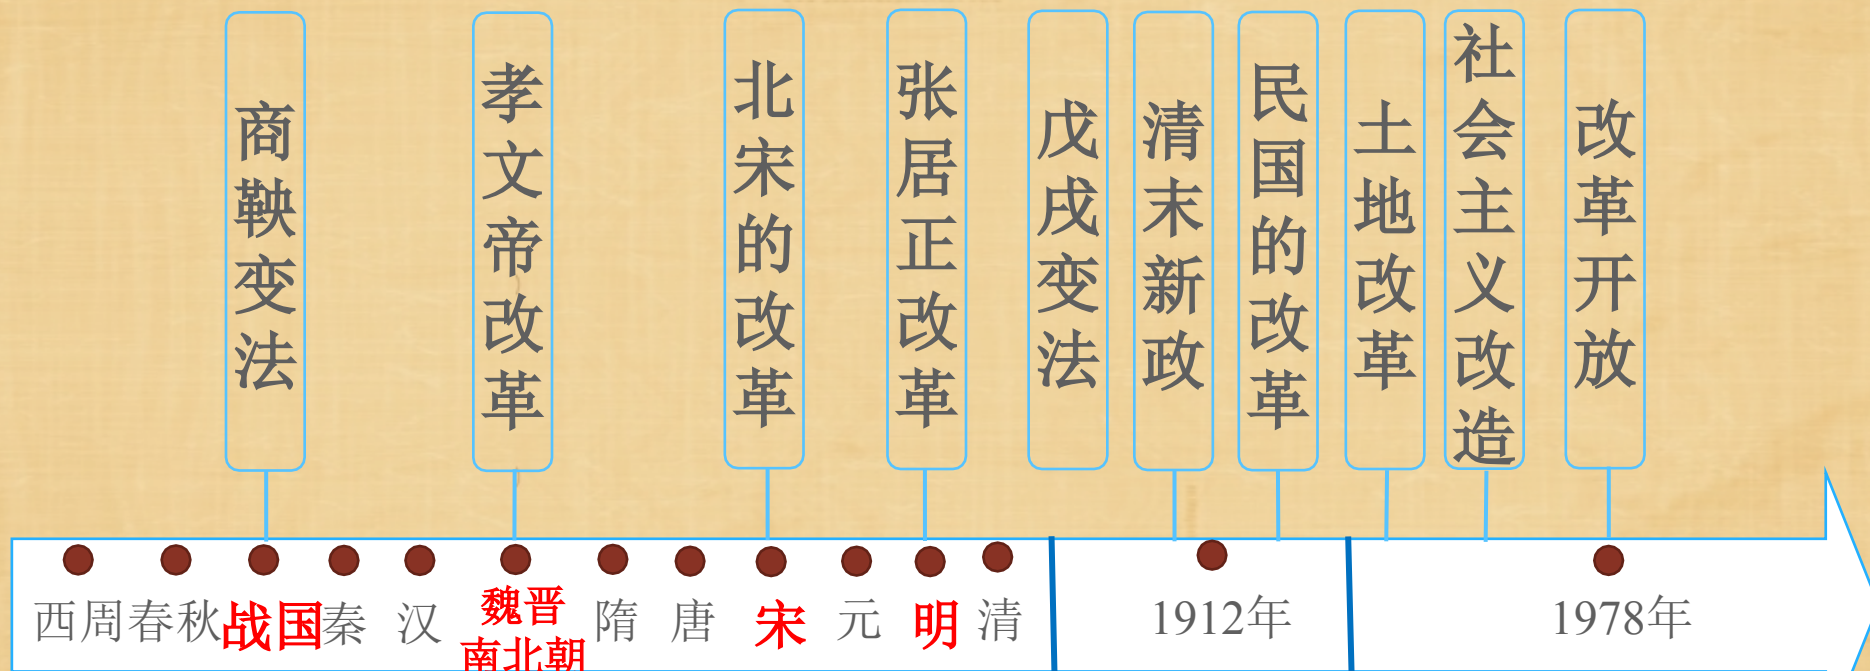 商鞅变法
孝文帝改革
北宋的改革
张居正改革
戊戌变法
清末新政
民国的改革
土地改革
社会主义改造
改革开放
西周
春秋
战国
秦
汉
魏晋
南北朝
隋
唐
宋
元
明
清
1912年
1978年